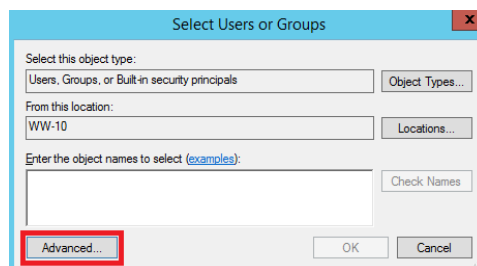 Select Users or Groups
x
Select this object type:
Users, Groups, or Built-in security principals
Object Types...
From this location:
WW-10
Locations...
Enter the object names to select (examples):
Check Names
Advanced...
OK
Cancel